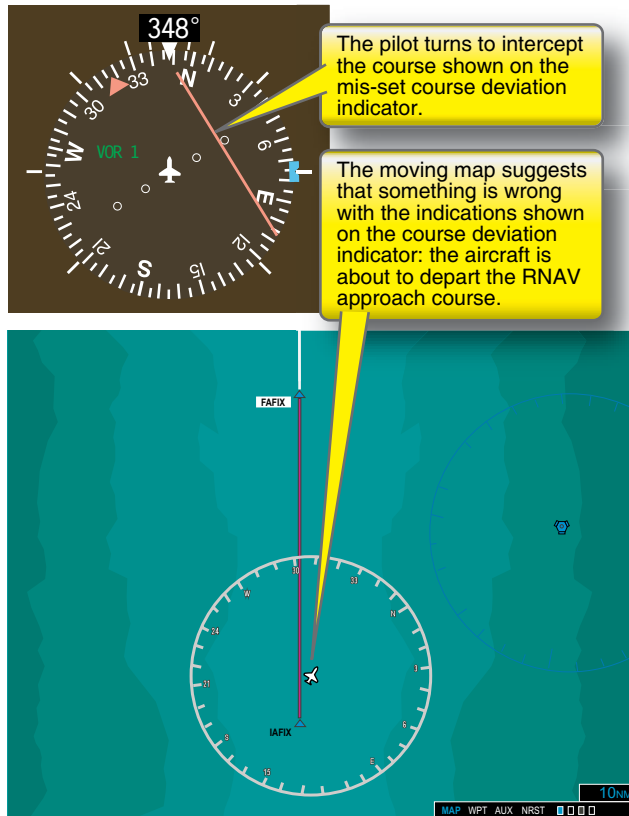 348°
The pilot turns to intercept
the course shown on the
mis-set course deviation
indicator.
33
N
3
6
E
12
15
S
21
24
W
30
VOR 1
The moving map suggests
that something is wrong
with the indications shown
on the course deviation
indicator: the aircraft is
about to depart the RNAV
approach course.
FAFIX
30
33
N
3
6
E
15
S
21
24
W
IAFIX
10NM
MAP WPT AUX NRST